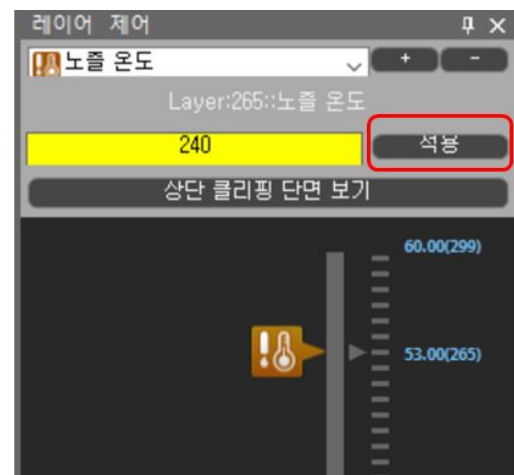 레이어 제어
노즐 온도
+ -
Layer:265::노즐 온도
240 적용
상단 클리핑 단면 보기
60.00(299)
53.00(265)